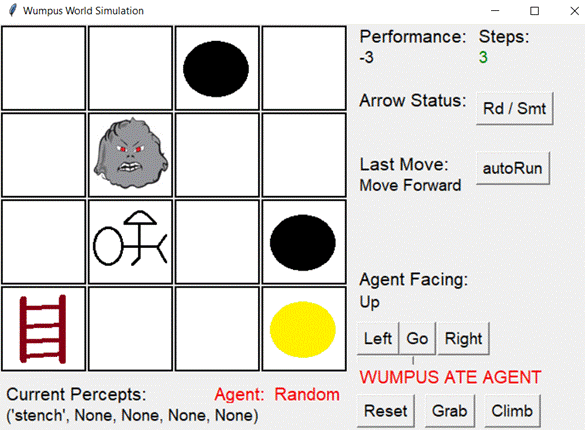 Wumpus World Simulation
Performance: Steps:
-3 3
Arrow Status: Rd / Smt
Last Move: autoRun
Move Forward
Agent Facing:
Up
Left Go Right
WUMPUS ATE AGENT
Current Percepts: Agent: Random
('stench', None, None, None, None)
Reset Grab Climb